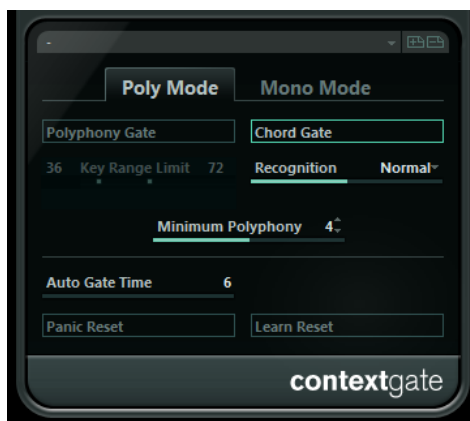 -
Poly Mode Mono Mode
Polyphony Gate Chord Gate
36 Key Range Limit 72 Recognition Normal
Minimum Polyphony 4
Auto Gate Time 6
Panic Reset Learn Reset
contextgate